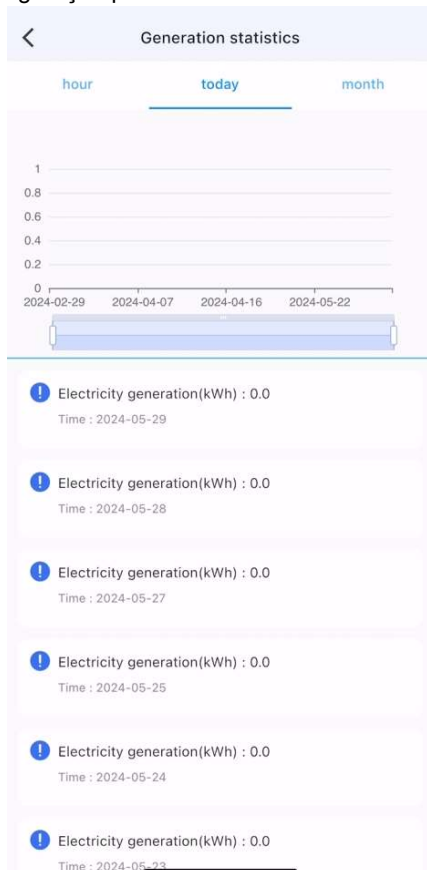 Generation statistics
hour today month
1
0.8
0.6
0.4
0.2
0
2024-02-29 2024-04-07 2024-04-16 2024-05-22
Electricity generation(kWh) : 0.0
Time : 2024-05-29
Electricity generation(kWh) : 0.0
Time : 2024-05-28
Electricity generation(kWh) : 0.0
Time : 2024-05-27
Electricity generation(kWh) : 0.0
Time : 2024-05-25
Electricity generation(kWh) : 0.0
Time : 2024-05-24
Electricity generation(kWh) : 0.0
Time : 2024-05-23